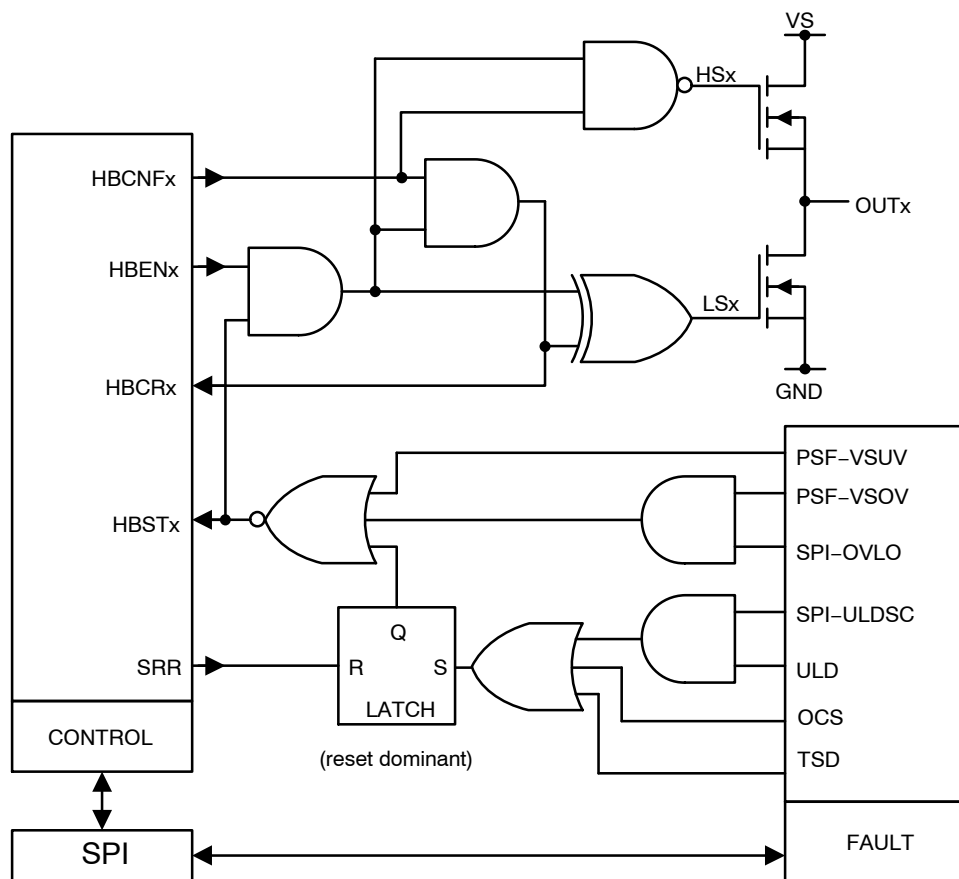 VS
HSx
HBCNFx
OUTx
HBENx
LSx
HBCRx
GND
PSF−VSUV
PSF−VSOV
HBSTx
SPI−OVLO
SPI−ULDSC
Q
SRR
R
S
ULD
LATCH
OCS
CONTROL
(reset dominant)
TSD
SPI
FAULT